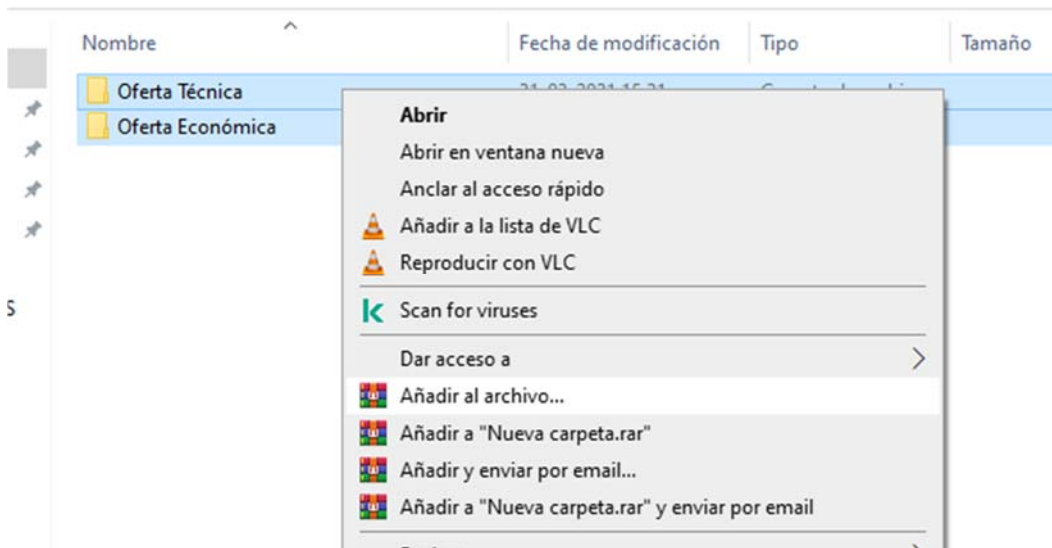 Nombre Fecha de modificación Tipo Tamaño
Oferta Técnica
Oferta Económica
Abrir
Abrir en ventana nueva
Anclar al acceso rápido
Añadir a la lista de VLC
Reproducir con VLC
S
Scan for viruses
Dar acceso a
Añadir al archivo...
Añadir a "Nueva carpeta.rar"
Añadir y enviar por email...
Añadir a "Nueva carpeta.rar" y enviar por email